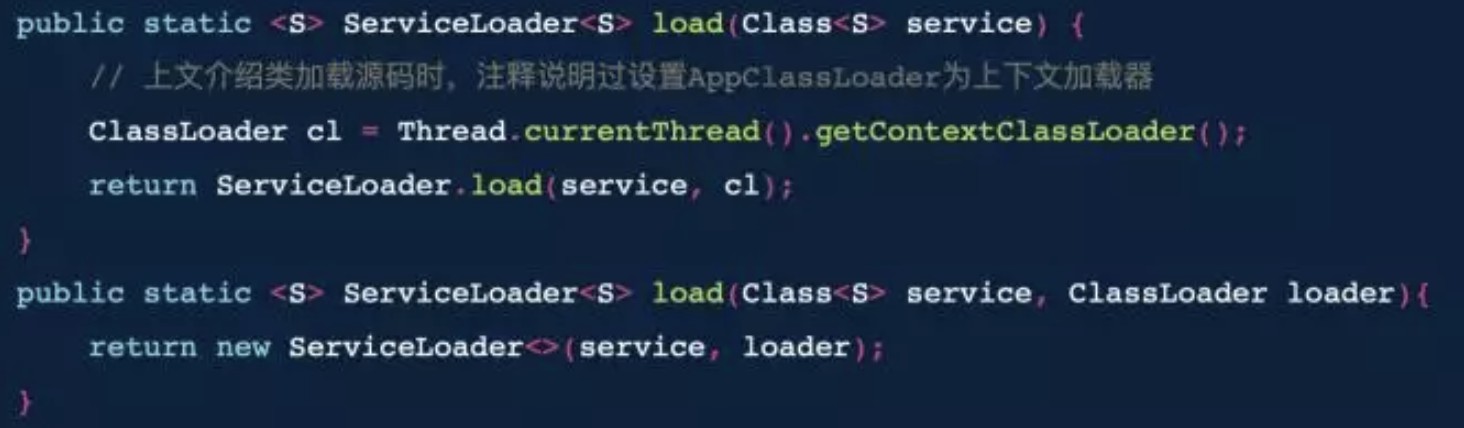 public static <S> ServiceLoader<S> load(Class<S> service) {
// 上文介绍类加载源码时，注释说明过设置AppClassLoader为上下文加载器
ClassLoader cl = Thread.currentThread().getContextClassLoader();
return ServiceLoader.load(service, cl);
}
public static <S> ServiceLoader<S> load(Class<S> service, ClassLoader loader){
return new ServiceLoader<>(service, loader);
}